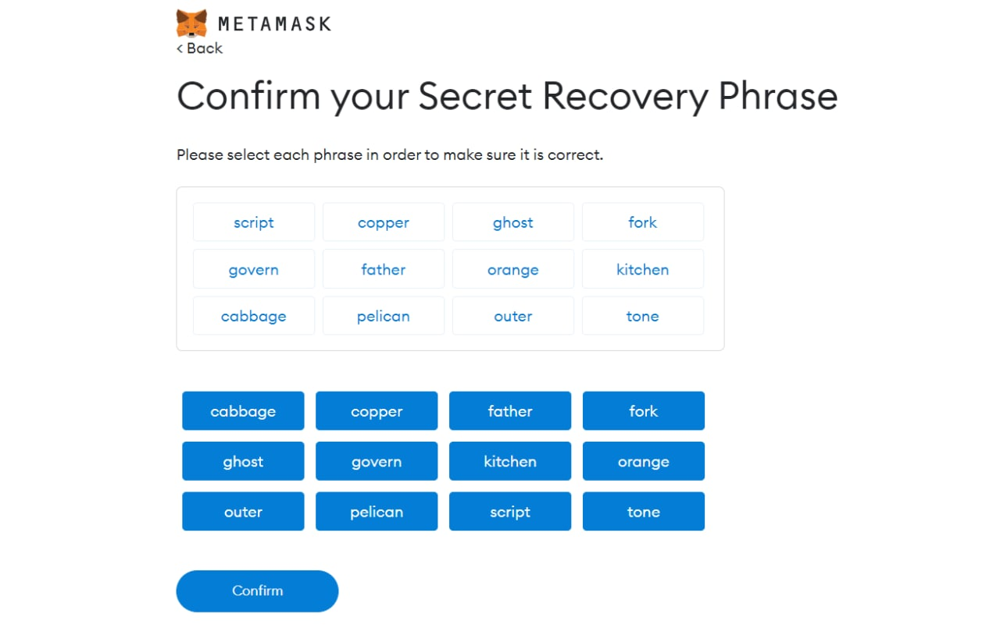 METAMASK
< Back
Confirm your Secret Recovery Phrase
Please select each phrase in order to make sure it is correct.
script copper ghost fork
govern father orange kitchen
cabbage pelican outer tone
cabbage copper father fork
ghost govern kitchen orange
outer pelican script tone
Confirm